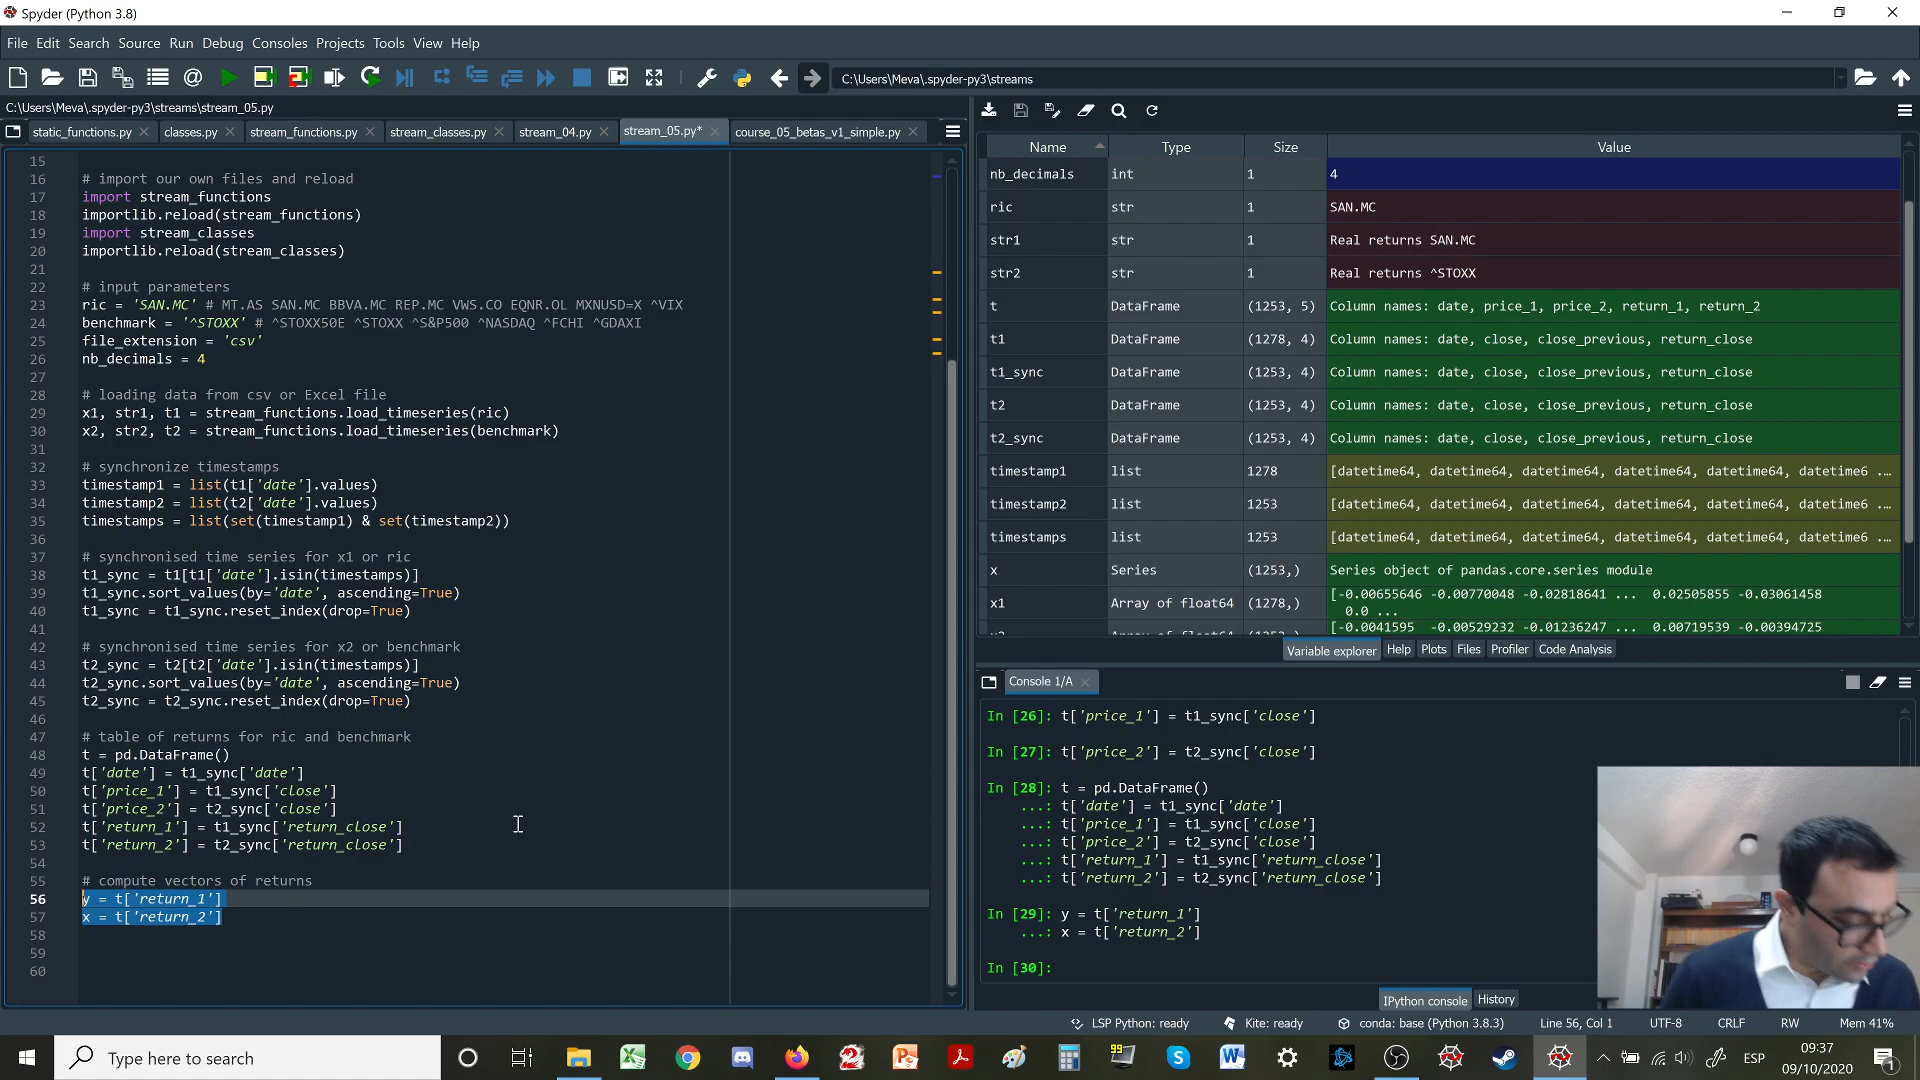 Spyder (Python 3.8)
File Edit Search Source Run Debug Consoles Projects Tools View Help
C:\Users\Meva\.spyder-py3\streams
C:\Users\Meva\.spyder-py3\streams\stream_05.py
static_functions.py classes.py stream_functions.py stream_classes.py stream_04.py stream_05.py* course_05_betas_v1_simple.py
15
16 # import our own files and reload
17 import stream_functions
18 importlib.reload(stream_functions)
19 import stream_classes
20 importlib.reload(stream_classes)
21
22 # input parameters
23 ric = 'SAN.MC' # MT.AS SAN.MC BBVA.MC REP.MC VWS.CO EQNR.OL MXNUSD=X ^VIX
24 benchmark = '^STOXX' # ^STOXX50E ^STOXX ^S&P500 ^NASDAQ ^FCHI ^GDAXI
25 file_extension = 'csv'
26 nb_decimals = 4
27
28 # loading data from csv or Excel file
29 x1, str1, t1 = stream_functions.load_timeseries(ric)
30 x2, str2, t2 = stream_functions.load_timeseries(benchmark)
31
32 # synchronize timestamps
33 timestamp1 = list(t1['date'].values)
34 timestamp2 = list(t2['date'].values)
35 timestamps = list(set(timestamp1) & set(timestamp2))
36
37 # synchronised time series for x1 or ric
38 t1_sync = t1[t1['date'].isin(timestamps)]
39 t1_sync.sort_values(by='date', ascending=True)
40 t1_sync = t1_sync.reset_index(drop=True)
41
42 # synchronised time series for x2 or benchmark
43 t2_sync = t2[t2['date'].isin(timestamps)]
44 t2_sync.sort_values(by='date', ascending=True)
45 t2_sync = t2_sync.reset_index(drop=True)
46
47 # table of returns for ric and benchmark
48 t = pd.DataFrame()
49 t['date'] = t1_sync['date']
50 t['price_1'] = t1_sync['close']
51 t['price_2'] = t2_sync['close']
52 t['return_1'] = t1_sync['return_close']
53 t['return_2'] = t2_sync['return_close']
54
55 # compute vectors of returns
56 y = t['return_1']
57 x = t['return_2']
58
59
60
Name Type Size Value
nb_decimals int 1 4
ric str 1 SAN.MC
str1 str 1 Real returns SAN.MC
str2 str 1 Real returns ^STOXX
t DataFrame (1253, 5) Column names: date, price_1, price_2, return_1, return_2
t1 DataFrame (1278, 4) Column names: date, close, close_previous, return_close
t1_sync DataFrame (1253, 4) Column names: date, close, close_previous, return_close
t2 DataFrame (1253, 4) Column names: date, close, close_previous, return_close
t2_sync DataFrame (1253, 4) Column names: date, close, close_previous, return_close
timestamp1 list 1278 [datetime64, datetime64, datetime64, datetime64, datetime64, datetime6 ...
timestamp2 list 1253 [datetime64, datetime64, datetime64, datetime64, datetime64, datetime6 ...
timestamps list 1253 [datetime64, datetime64, datetime64, datetime64, datetime64, datetime6 ...
x Series (1253,) Series object of pandas.core.series module
x1 Array of float64 (1278,) [-0.00655646 -0.00770048 -0.02818641 ... 0.02505855 -0.03061458
0.0 ...
[-0.0041595 -0.00529232 -0.01236247 ... 0.00719539 -0.00394725
Variable explorer Help Plots Files Profiler Code Analysis
Console 1/A
In [26]: t['price_1'] = t1_sync['close']
In [27]: t['price_2'] = t2_sync['close']
In [28]: t = pd.DataFrame()
...: t['date'] = t1_sync['date']
...: t['price_1'] = t1_sync['close']
...: t['price_2'] = t2_sync['close']
...: t['return_1'] = t1_sync['return_close']
...: t['return_2'] = t2_sync['return_close']
In [29]: y = t['return_1']
...: x = t['return_2']
In [30]:
IPython console History
LSP Python: ready Kite: ready conda: base (Python 3.8.3) Line 56, Col 1 UTF-8 CRLF RW Mem 41%
Type here to search
99
ESP
09:37
09/10/2020
1